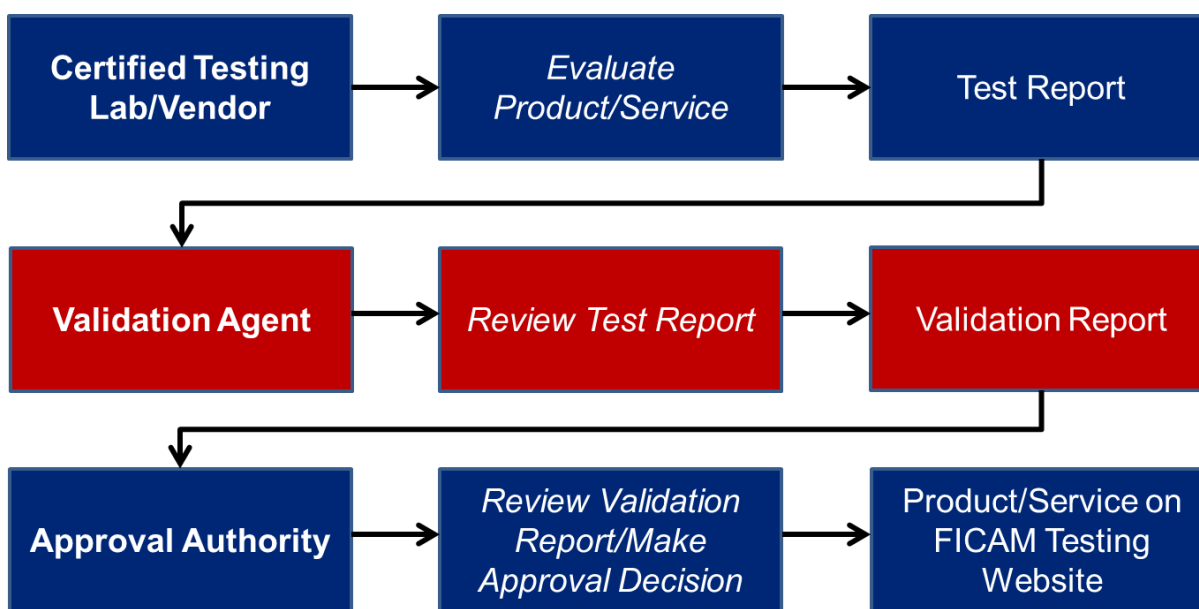 Certified Testing
Lab/Vendor
Evaluate
Product/Service
Test Report
Validation Agent
Review Test Report
Validation Report
Approval Authority
Review Validation
Report/Make
Approval Decision
Product/Service on
FICAM Testing
Website